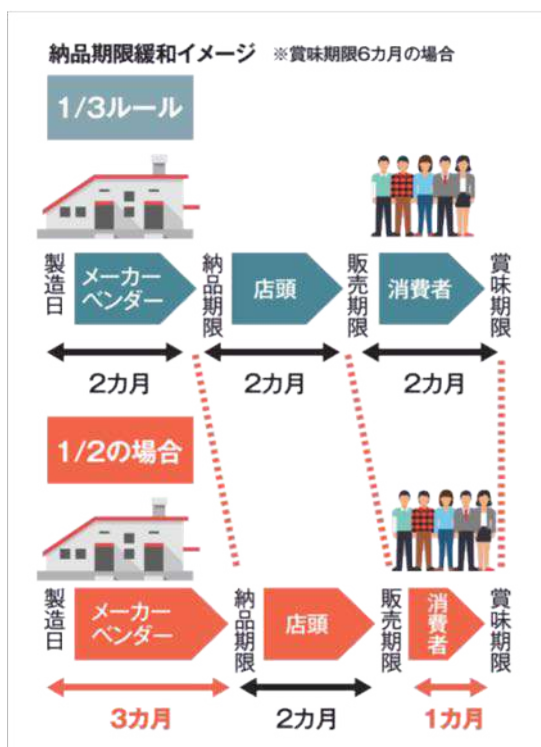 納品期限緩和イメージ ※賞味期限6カ月の場合
1/3ルール
製造日
メーカー
ベンダー
納品期限
店頭
販売期限
消費者
賞味期限
2カ月
2カ月
2カ月
1/2の場合
製造日
メーカー
ベンダー
納品期限
店頭
販売期限
消費者
賞味期限
3カ月
2カ月
1カ月